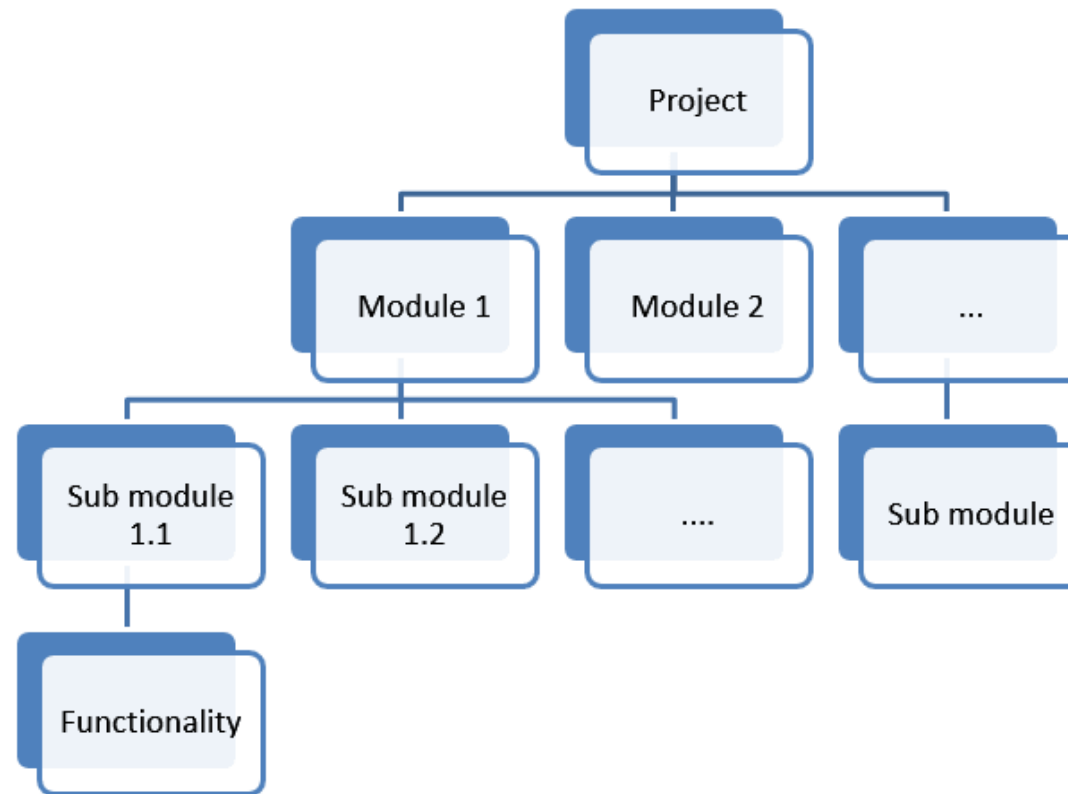 Project
Module 1
Module 2
...
Sub module
1.1
Sub module
1.2
....
Sub module
Functionality